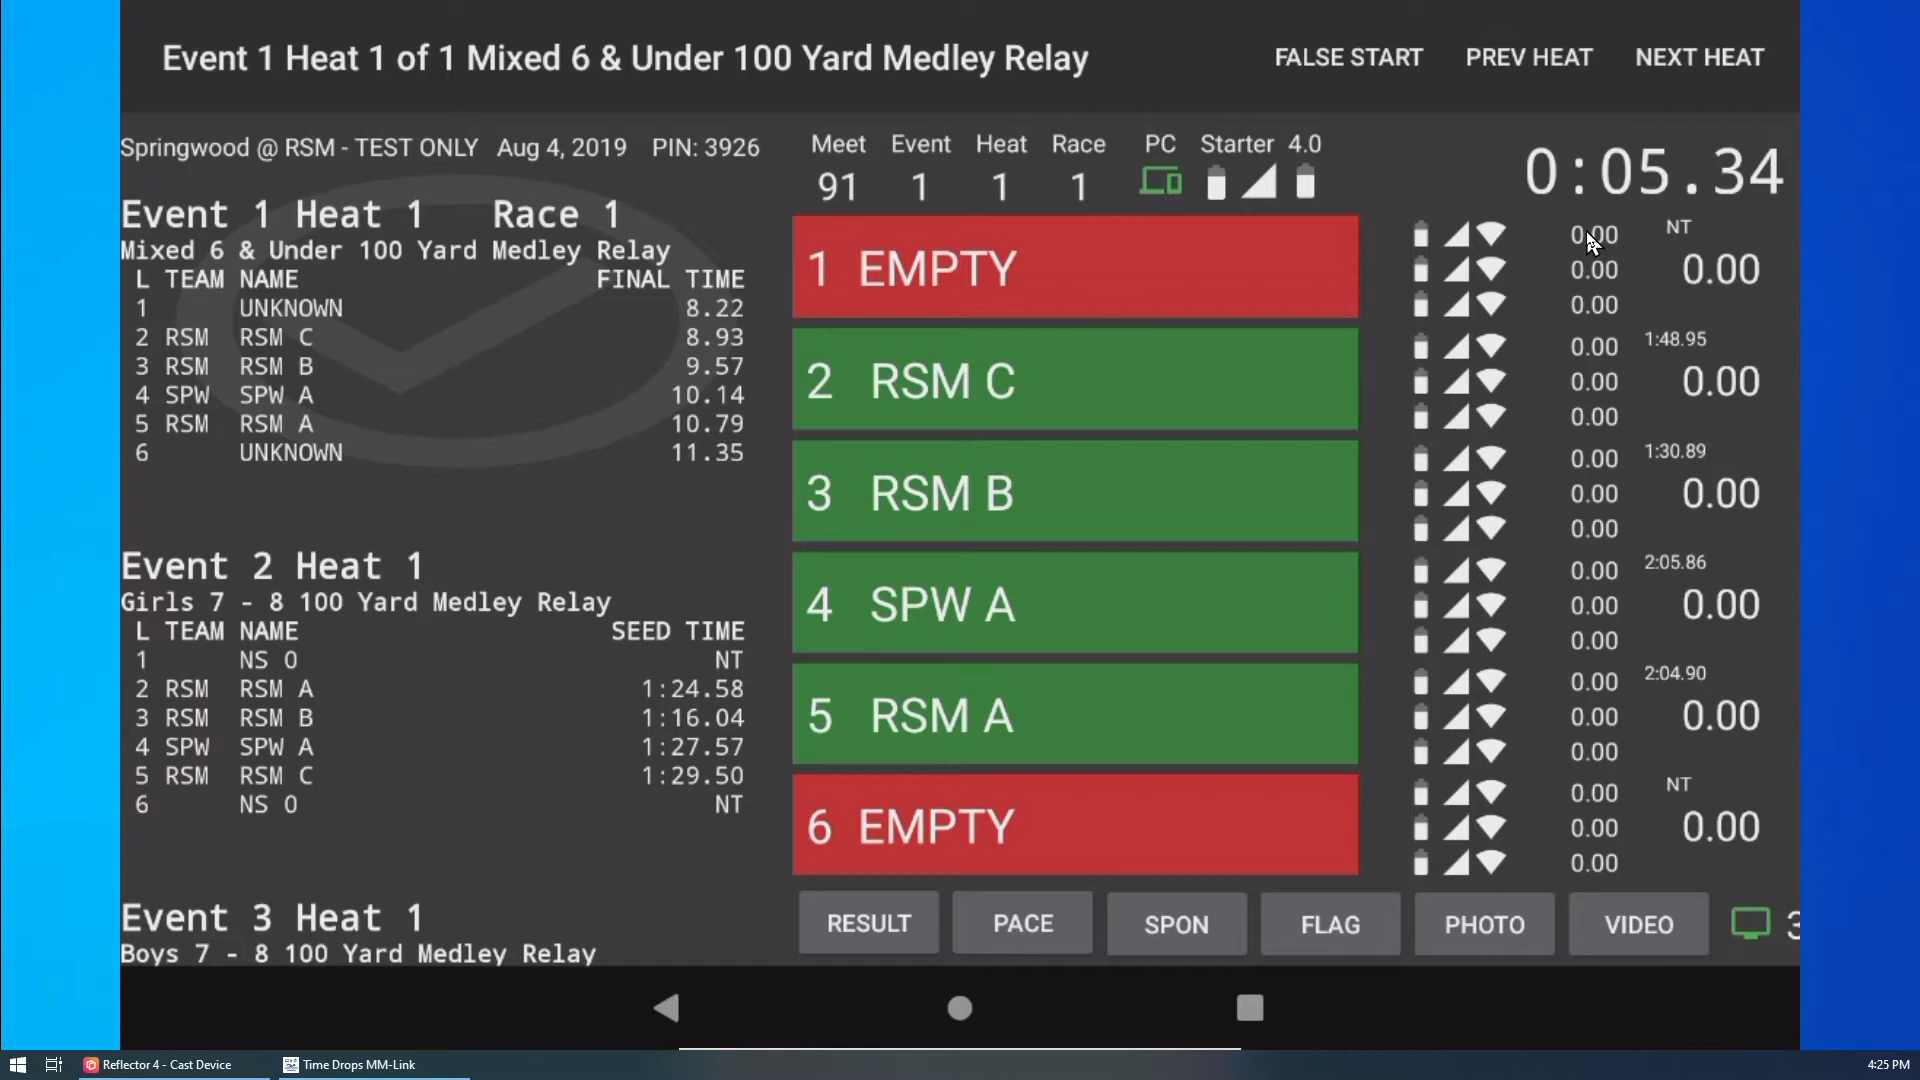 Event 1 Heat 1 of 1 Mixed 6 & Under 100 Yard Medley Relay
FALSE START PREV HEAT NEXT HEAT
Springwood @ RSM - TEST ONLY Aug 4, 2019 PIN: 3926
Event 1 Heat 1 Race 1
Mixed 6 & Under 100 Yard Medley Relay
L TEAM NAME FINAL TIME
1 UNKNOWN 8.22
2 RSM RSM C 8.93
3 RSM RSM B 9.57
4 SPW SPW A 10.14
5 RSM RSM A 10.79
6 UNKNOWN 11.35
Event 2 Heat 1
Girls 7 - 8 100 Yard Medley Relay
L TEAM NAME SEED TIME
1 NS 0 NT
2 RSM RSM A 1:24.58
3 RSM RSM B 1:16.04
4 SPW SPW A 1:27.57
5 RSM RSM C 1:29.50
6 NS 0 NT
Event 3 Heat 1
Boys 7 - 8 100 Yard Medley Relay
Meet Event Heat Race PC Starter 4.0
91 1 1 1
0:05.34
1 EMPTY
0.00 NT
0.00 0.00
0.00
2 RSM C
0.00 1:48.95
0.00 0.00
0.00
3 RSM B
0.00 1:30.89
0.00 0.00
0.00
4 SPW A
0.00 2:05.86
0.00 0.00
0.00
5 RSM A
0.00 2:04.90
0.00 0.00
0.00
6 EMPTY
0.00 NT
0.00 0.00
0.00
RESULT PACE SPON FLAG PHOTO VIDEO 3
Reflector 4 - Cast Device Time Drops MM-Link 4:25 PM